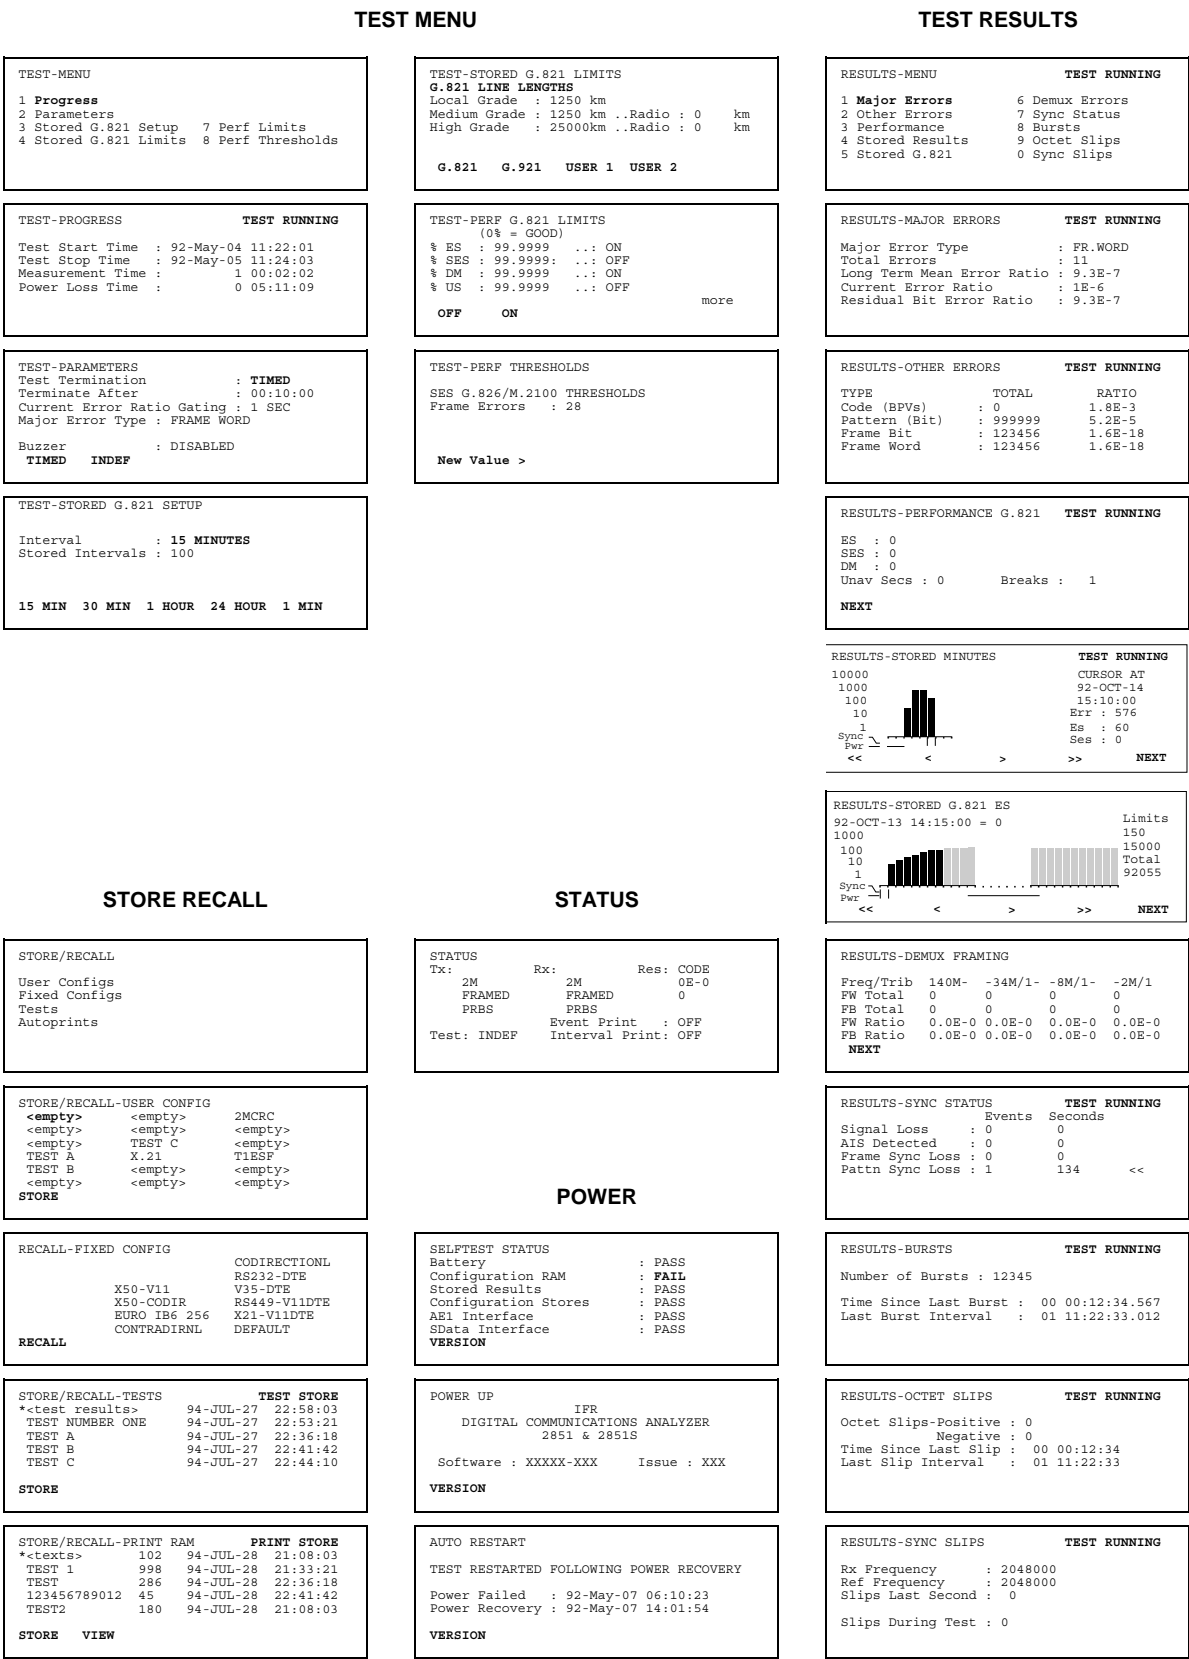 TEST MENU
TEST-MENU
1 Progress
2 Parameters
3 Stored G.821 Setup 7 Perf Limits
4 Stored G.821 Limits 8 Perf Thresholds
TEST-PROGRESS TEST RUNNING
Test Start Time : 92-May-04 11:22:01
Test Stop Time : 92-May-05 11:24:03
Measurement Time : 1 00:02:02
Power Loss Time : 0 05:11:09
TEST-PARAMETERS
Test Termination : TIMED
Terminate After : 00:10:00
Current Error Ratio Gating : 1 SEC
Major Error Type : FRAME WORD
Buzzer : DISABLED
TIMED INDEF
TEST-STORED G.821 SETUP
Interval : 15 MINUTES
Stored Intervals : 100
15 MIN 30 MIN 1 HOUR 24 HOUR 1 MIN
TEST-STORED G.821 LIMITS
G.821 LINE LENGTHS
Local Grade : 1250 km
Medium Grade : 1250 km ..Radio : 0 km
High Grade : 25000km ..Radio : 0 km
G.821 G.921 USER 1 USER 2
TEST-PERF G.821 LIMITS
(0% = GOOD)
% ES : 99.9999 ..: ON
% SES : 99.9999: ..: OFF
% DM : 99.9999 ..: ON
% US : 99.9999 ..: OFF
more
OFF ON
TEST-PERF THRESHOLDS
SES G.826/M.2100 THRESHOLDS
Frame Errors : 28
New Value >
TEST RESULTS
RESULTS-MENU TEST RUNNING
1 Major Errors 6 Demux Errors
2 Other Errors 7 Sync Status
3 Performance 8 Bursts
4 Stored Results 9 Octet Slips
5 Stored G.821 0 Sync Slips
RESULTS-MAJOR ERRORS TEST RUNNING
Major Error Type : FR.WORD
Total Errors : 11
Long Term Mean Error Ratio : 9.3E-7
Current Error Ratio : 1E-6
Residual Bit Error Ratio : 9.3E-7
RESULTS-OTHER ERRORS TEST RUNNING
TYPE TOTAL RATIO
Code (BPVs) : 0 1.8E-3
Pattern (Bit) : 999999 5.2E-5
Frame Bit : 123456 1.6E-18
Frame Word : 123456 1.6E-18
RESULTS-PERFORMANCE G.821 TEST RUNNING
ES : 0
SES : 0
DM : 0
Unav Secs : 0 Breaks : 1
NEXT
RESULTS-STORED MINUTES TEST RUNNING
10000 CURSOR AT
1000 92-OCT-14
100 15:10:00
10 Err : 576
1 Es : 60
Sync Ses : 0
Pwr
<< < > >> NEXT
RESULTS-STORED G.821 ES
92-OCT-13 14:15:00 = 0 Limits
1000 150
100 15000
10 Total
1 92055
Sync
Pwr
<< < > >> NEXT
RESULTS-DEMUX FRAMING
Freq/Trib 140M- -34M/1- -8M/1- -2M/1
FW Total 0 0 0 0
FB Total 0 0 0 0
FW Ratio 0.0E-0 0.0E-0 0.0E-0 0.0E-0
FB Ratio 0.0E-0 0.0E-0 0.0E-0 0.0E-0
NEXT
RESULTS-SYNC STATUS TEST RUNNING
Events Seconds
Signal Loss : 0 0
AIS Detected : 0 0
Frame Sync Loss : 0 0
Pattn Sync Loss : 1 134 <<
RESULTS-BURSTS TEST RUNNING
Number of Bursts : 12345
Time Since Last Burst : 00 00:12:34.567
Last Burst Interval : 01 11:22:33.012
RESULTS-OCTET SLIPS TEST RUNNING
Octet Slips-Positive : 0
Negative : 0
Time Since Last Slip : 00 00:12:34
Last Slip Interval : 01 11:22:33
RESULTS-SYNC SLIPS TEST RUNNING
Rx Frequency : 2048000
Ref Frequency : 2048000
Slips Last Second : 0
Slips During Test : 0
STORE RECALL
STORE/RECALL
User Configs
Fixed Configs
Tests
Autoprints
STORE/RECALL-USER CONFIG
<empty> <empty> 2MCRC
<empty> <empty> <empty>
<empty> TEST C <empty>
TEST A X.21 T1ESF
TEST B <empty> <empty>
<empty> <empty> <empty>
STORE
RECALL-FIXED CONFIG
CODIRECTIONL
RS232-DTE
X50-V11 V35-DTE
X50-CODIR RS449-V11DTE
EURO IB6 256 X21-V11DTE
CONTRADIRNL DEFAULT
RECALL
STORE/RECALL-TESTS TEST STORE
*<test results> 94-JUL-27 22:58:03
TEST NUMBER ONE 94-JUL-27 22:53:21
TEST A 94-JUL-27 22:36:18
TEST B 94-JUL-27 22:41:42
TEST C 94-JUL-27 22:44:10
STORE
STORE/RECALL-PRINT RAM PRINT STORE
*<texts> 102 94-JUL-28 21:08:03
TEST 1 998 94-JUL-28 21:33:21
TEST 286 94-JUL-28 22:36:18
123456789012 45 94-JUL-28 22:41:42
TEST2 180 94-JUL-28 21:08:03
STORE VIEW
STATUS
STATUS
Tx: Rx: Res: CODE
2M 2M 0E-0
FRAMED FRAMED 0
PRBS PRBS
Event Print : OFF
Test: INDEF Interval Print: OFF
POWER
SELFTEST STATUS
Battery : PASS
Configuration RAM : FAIL
Stored Results : PASS
Configuration Stores : PASS
AE1 Interface : PASS
SData Interface : PASS
VERSION
POWER UP
IFR
DIGITAL COMMUNICATIONS ANALYZER
2851 & 2851S
Software : XXXXX-XXX Issue : XXX
VERSION
AUTO RESTART
TEST RESTARTED FOLLOWING POWER RECOVERY
Power Failed : 92-May-07 06:10:23
Power Recovery : 92-May-07 14:01:54
VERSION